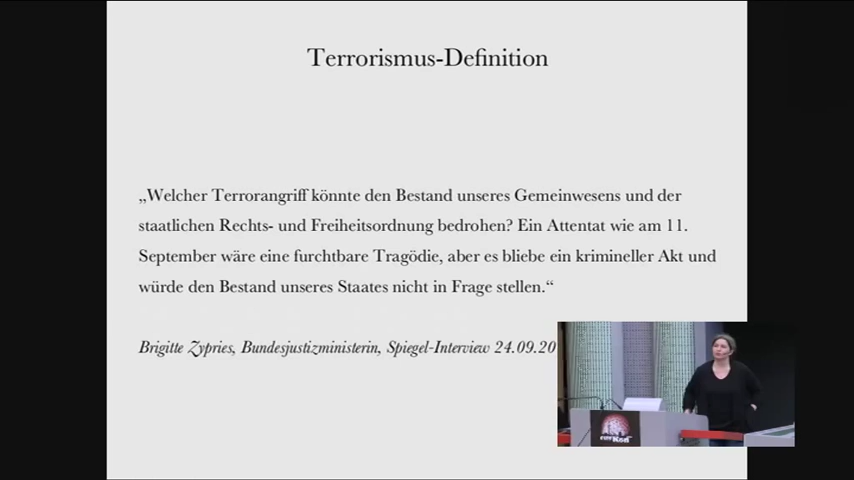 Terrorismus-Definition
„Welcher Terrorangriff könnte den Bestand unseres Gemeinwesens und der
staatlichen Rechts- und Freiheitsordnung bedrohen? Ein Attentat wie am 11.
September wäre eine furchtbare Tragödie, aber es bliebe ein krimineller Akt und
würde den Bestand unseres Staates nicht in Frage stellen.“
Brigitte Zypries, Bundesjustizministerin, Spiegel-Interview 24.09.20